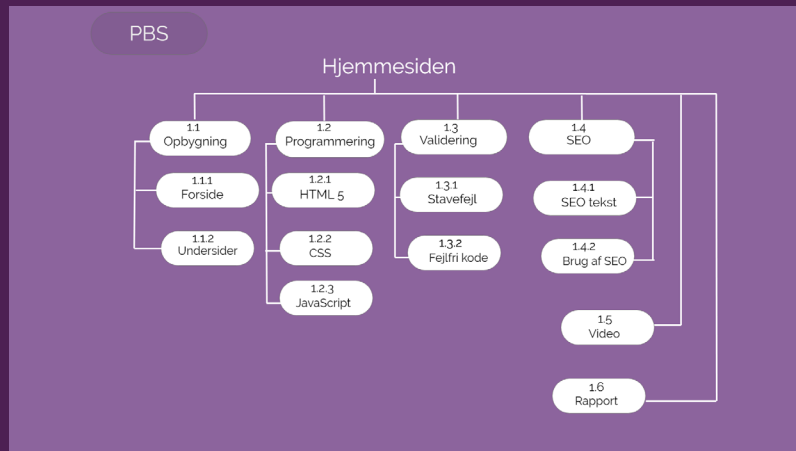 PBS
Hjemmesiden
1.1
Opbygning
1.1.1
Forside
1.1.2
Undersider
1.2
Programmering
1.2.1
HTML 5
1.2.2
CSS
1.2.3
JavaScript
1.3
Validering
1.3.1
Stavefejl
1.3.2
Fejlfri kode
1.4
SEO
1.4.1
SEO tekst
1.4.2
Brug af SEO
1.5
Video
1.6
Rapport